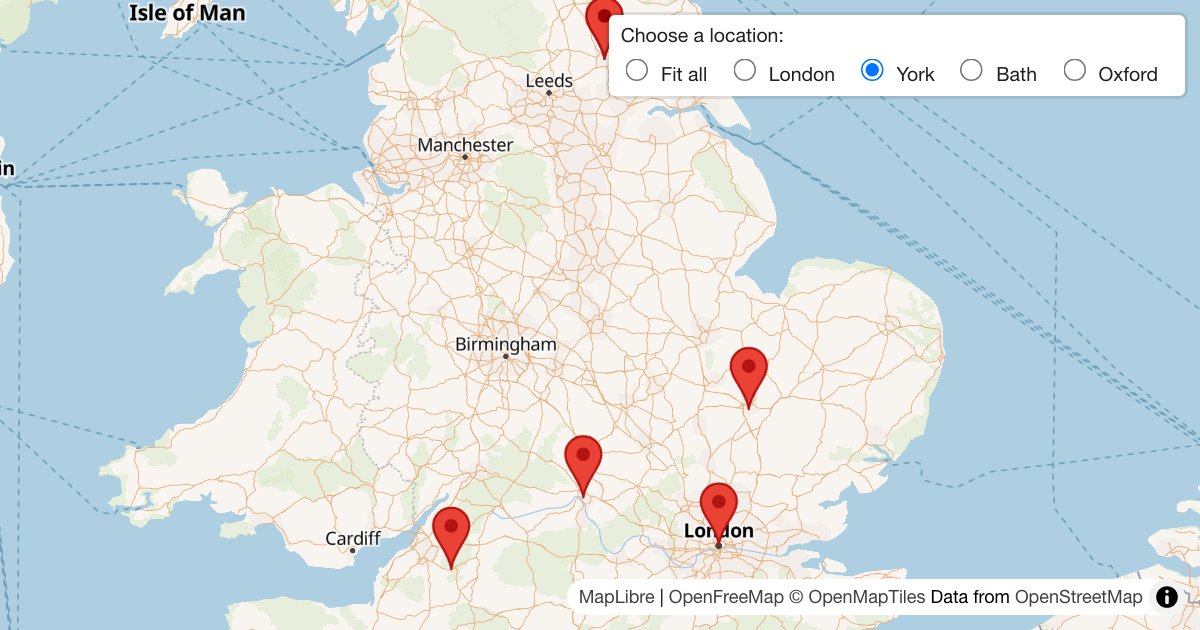 Isle of Man
Choose a location:
Fit all London York Bath Oxford
Leeds
Manchester
in
Birmingham
London
Cardiff
MapLibre | OpenFreeMap © OpenMapTiles Data from OpenStreetMap